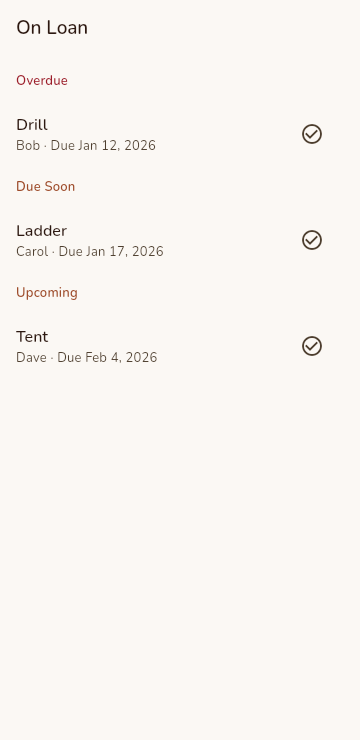 On Loan
Overdue
Drill
Bob · Due Jan 12, 2026
Due Soon
Ladder
Carol · Due Jan 17, 2026
Upcoming
Tent
Dave · Due Feb 4, 2026